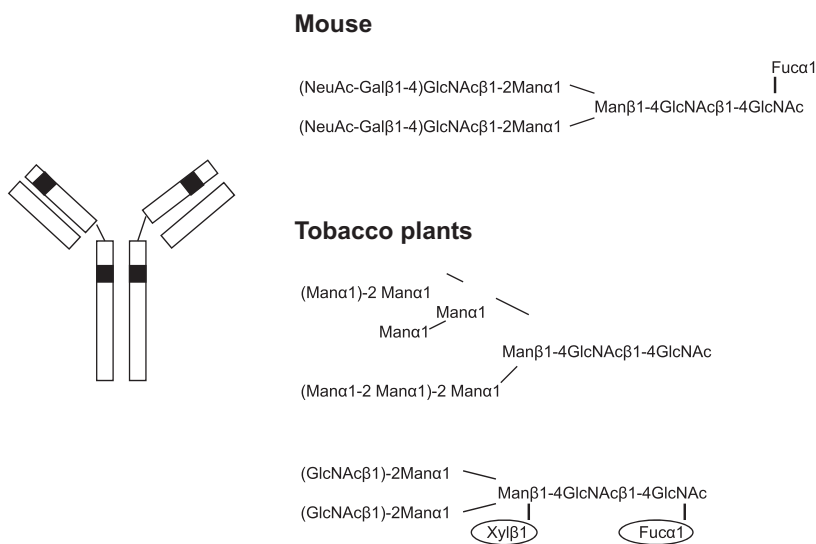 Mouse
Fucα1
(NeuAc-Galβ1-4)GlcNAcβ1-2Manα1
Manβ1-4GlcNAcβ1-4GlcNAc
(NeuAc-Galβ1-4)GlcNAcβ1-2Manα1
Tobacco plants
(Manα1)-2 Manα1
Manα1
Manα1
Manβ1-4GlcNAcβ1-4GlcNAc
(Manα1-2 Manα1)-2 Manα1
(GlcNAcβ1)-2Manα1
Manβ1-4GlcNAcβ1-4GlcNAc
(GlcNAcβ1)-2Manα1
Xylβ1 Fucα1